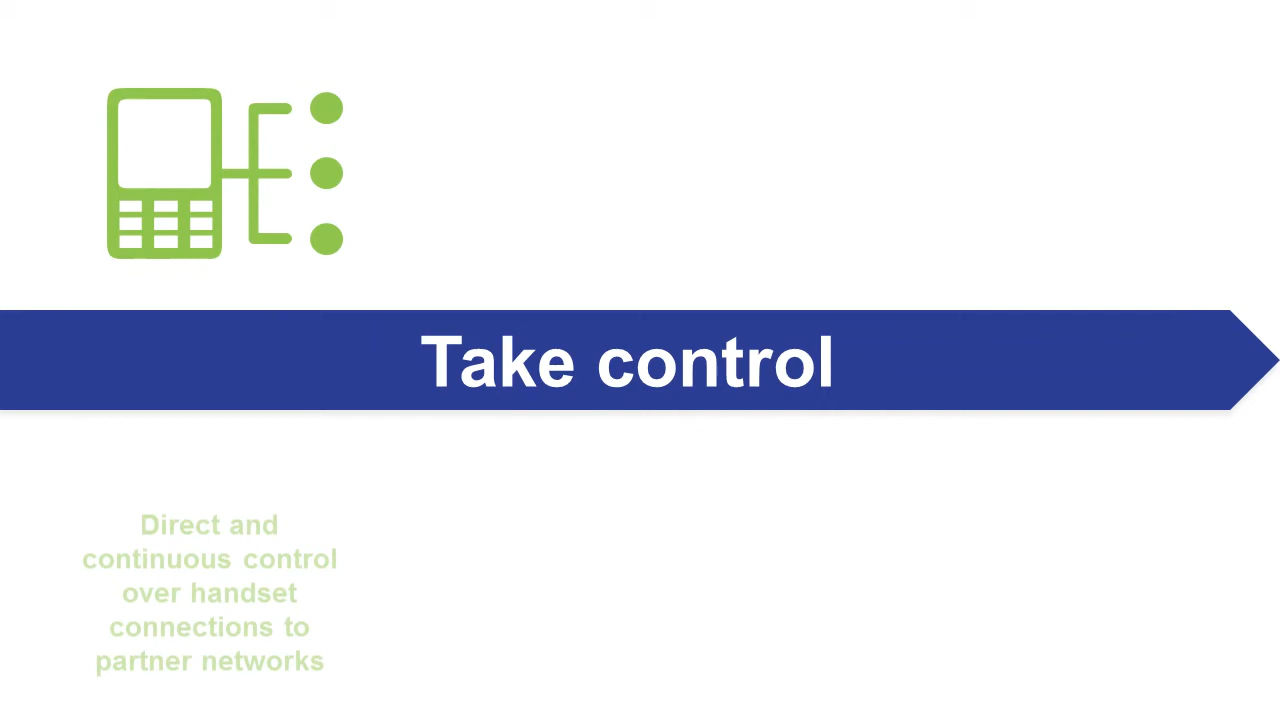 Take control
Direct and
continuous control
over handset
connections to
partner networks